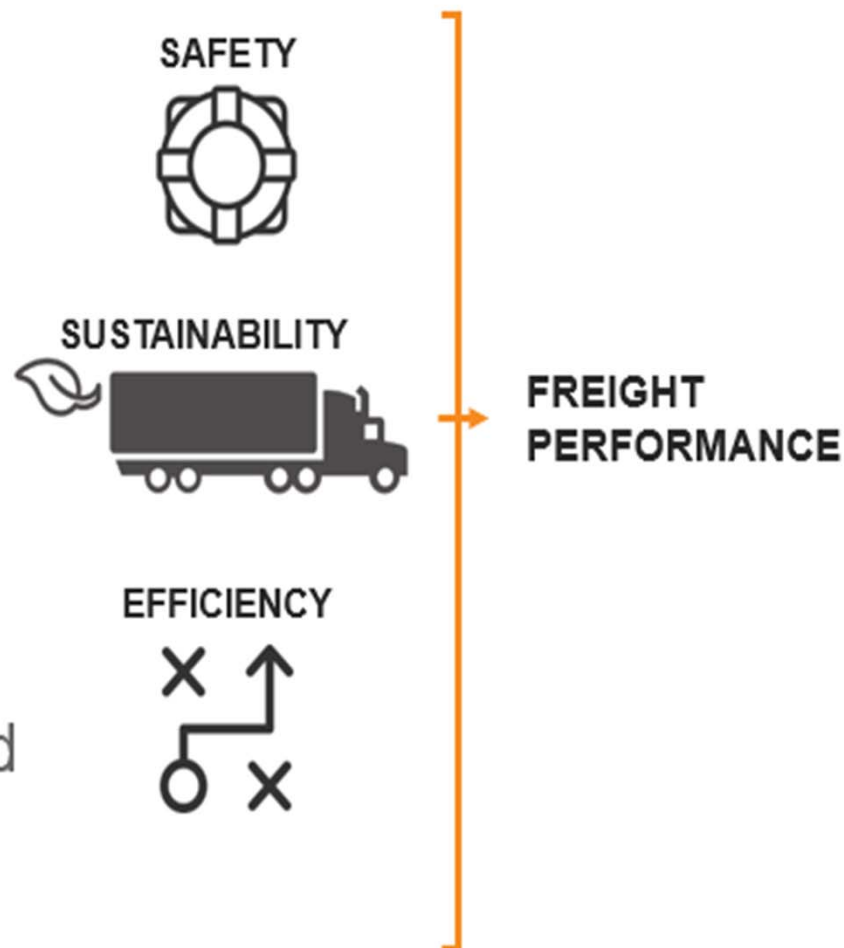 SAFETY
SUSTAINABILITY
FREIGHT
PERFORMANCE
EFFICIENCY
d